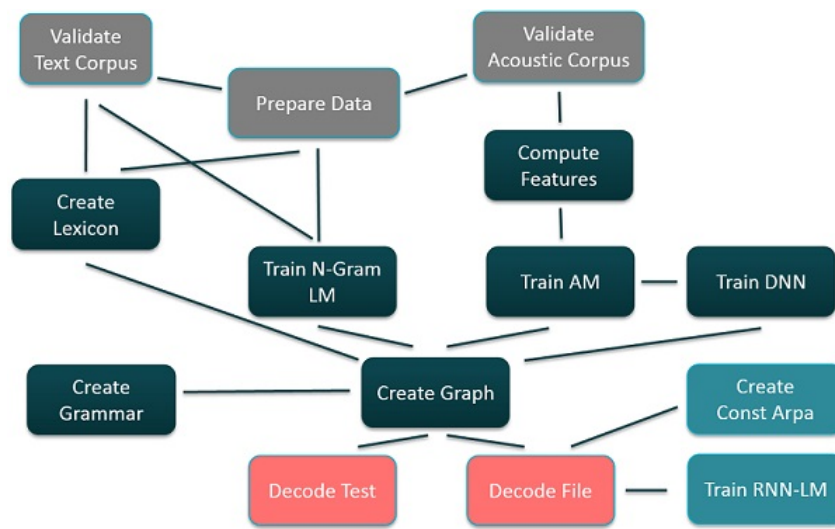 Validate
Text Corpus
Validate
Acoustic Corpus
Prepare Data
Compute
Features
Create
Lexicon
Train N-Gram
LM
Train AM
Train DNN
Create
Grammar
Create Graph
Create
Const Arpa
Decode Test
Decode File
Train RNN-LM